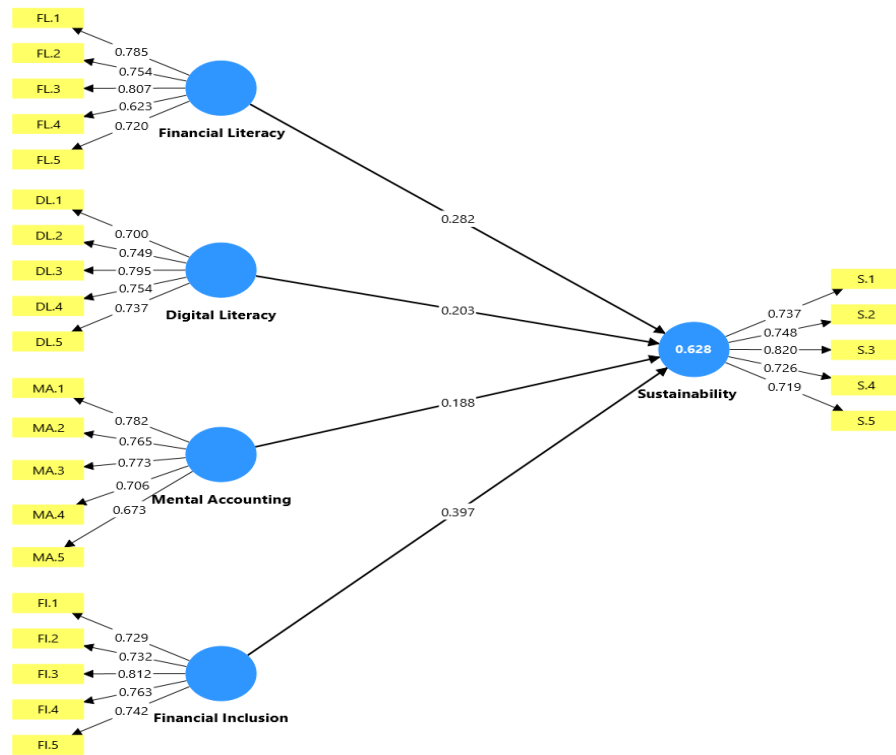 FL.1
0.785
FL.2
0.754
FL.3
0.807
FL.4
0.623
FL.5
0.720
Financial Literacy
0.282
DL.1
0.700
DL.2
0.749
DL.3
0.795
DL.4
0.754
DL.5
0.737
Digital Literacy
0.203
MA.1
0.782
MA.2
0.765
MA.3
0.773
MA.4
0.706
MA.5
0.673
Mental Accounting
0.188
FI.1
0.729
FI.2
0.732
FI.3
0.812
FI.4
0.763
FI.5
0.742
Financial Inclusion
0.397
0.628
Sustainability
S.1
0.737
S.2
0.748
S.3
0.820
S.4
0.726
S.5
0.719